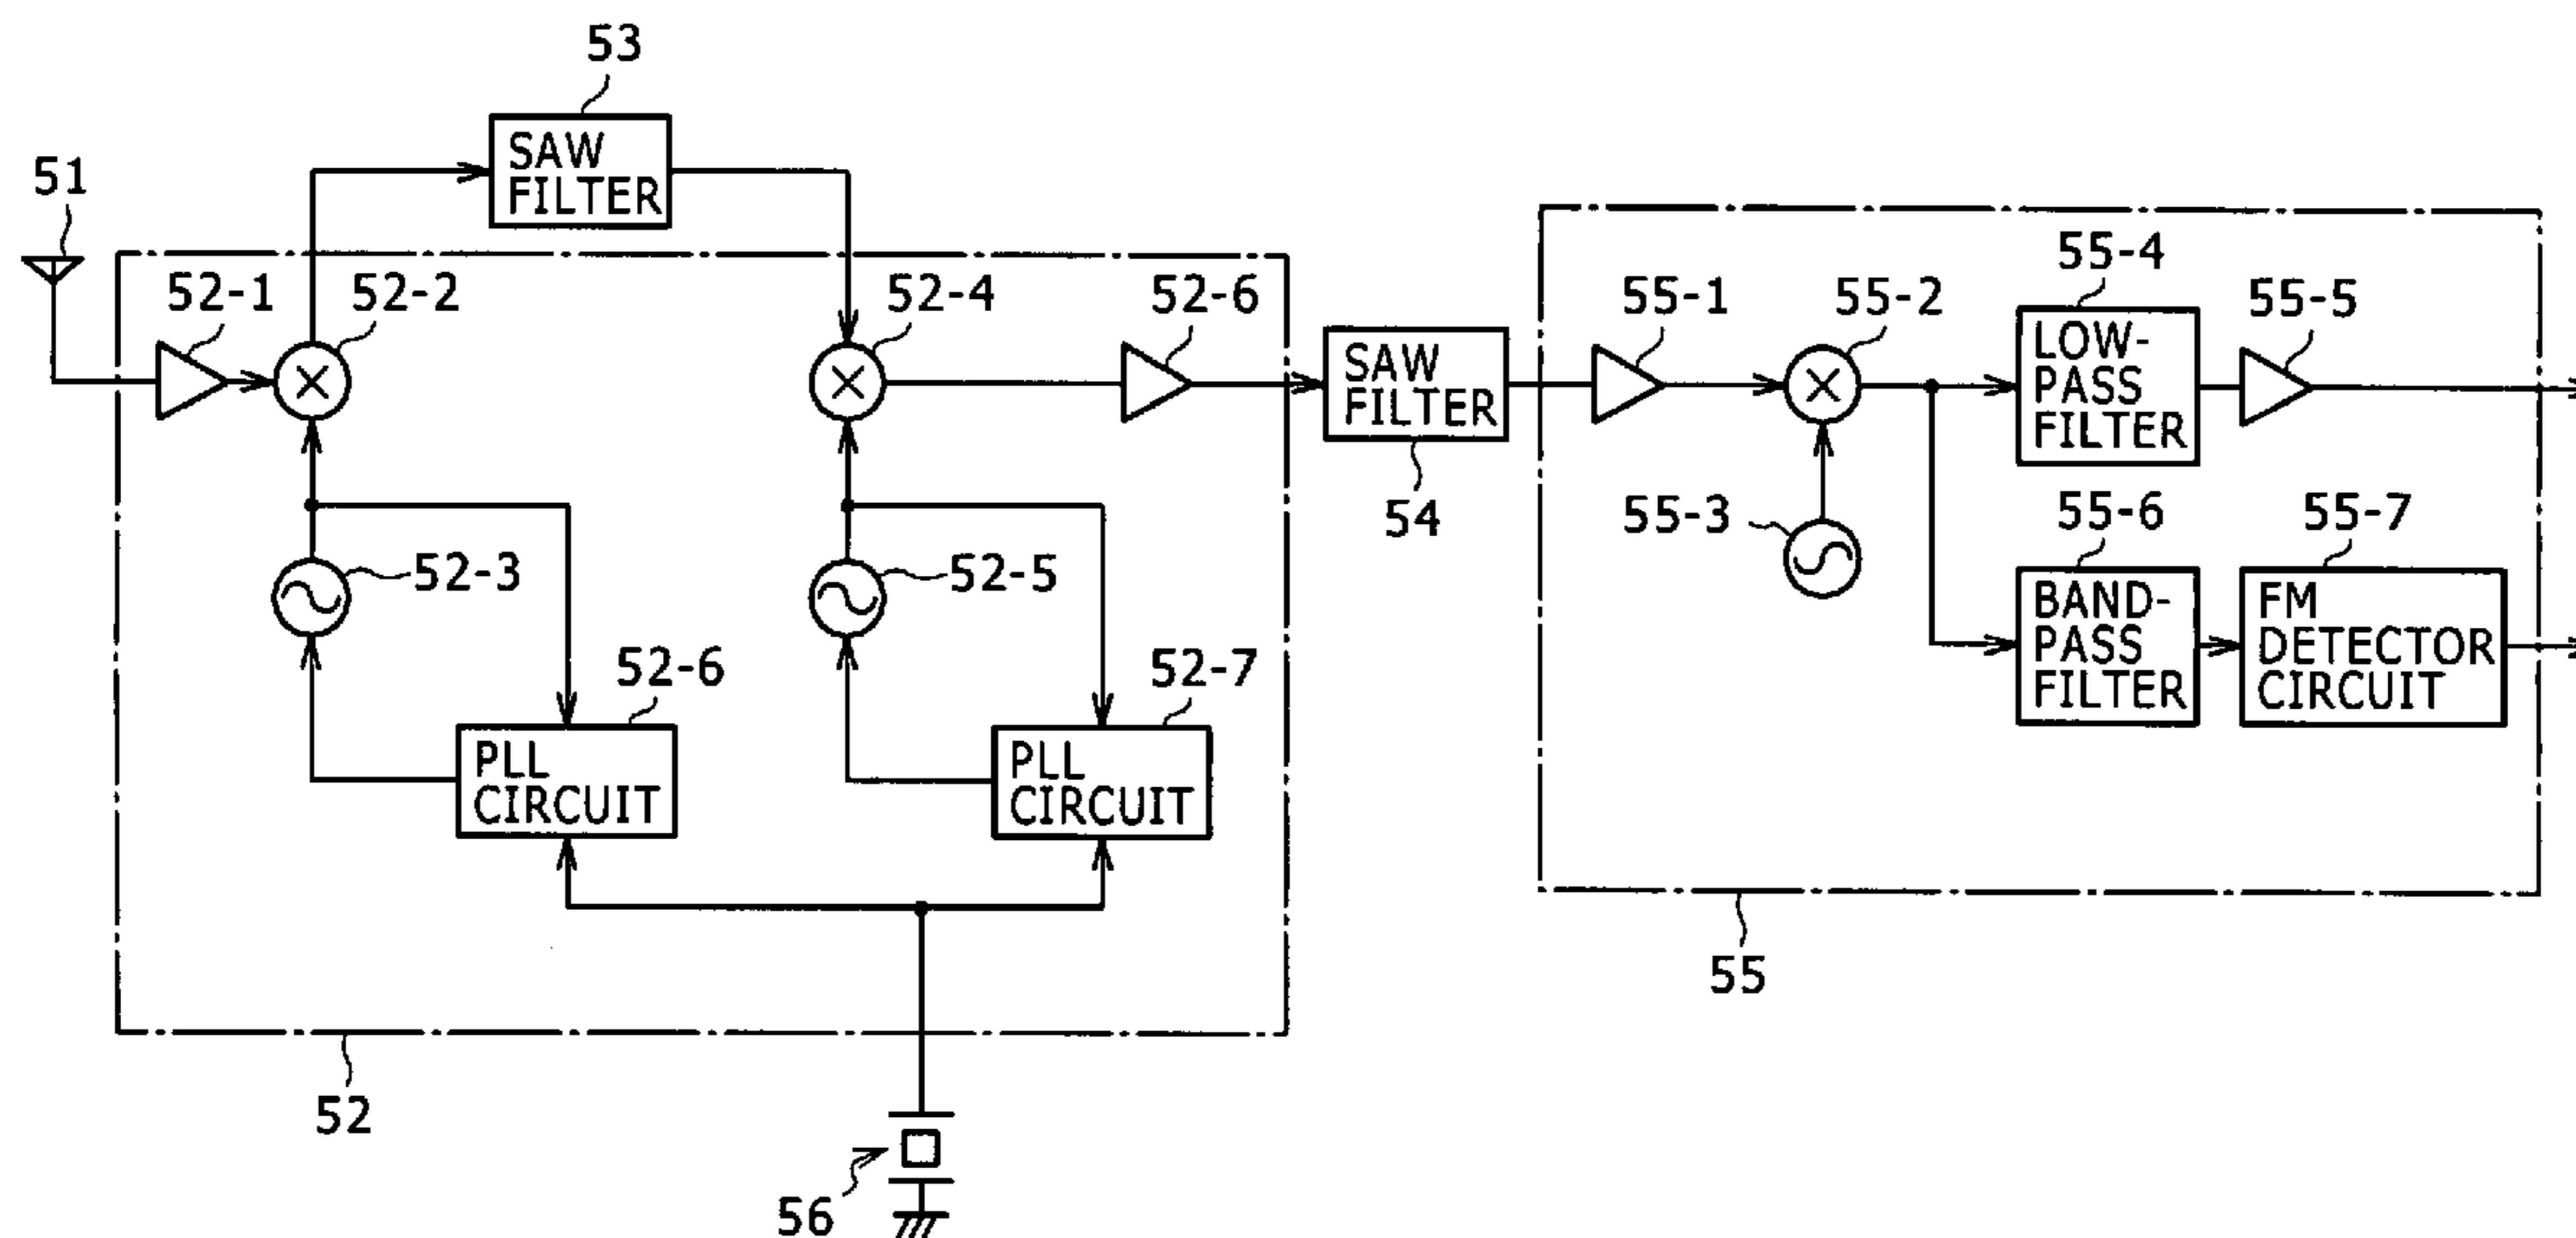 53
SAW
FILTER
51
52-1
52-2
52-4
52-6
55-1
55-2
55-4
55-5
SAW
FILTER
54
LOW-
PASS
FILTER
52-3
52-5
55-3
55-6
55-7
BAND-
PASS
FILTER
FM
DETECTOR
CIRCUIT
52-6
PLL
CIRCUIT
52-7
PLL
CIRCUIT
55
52
56